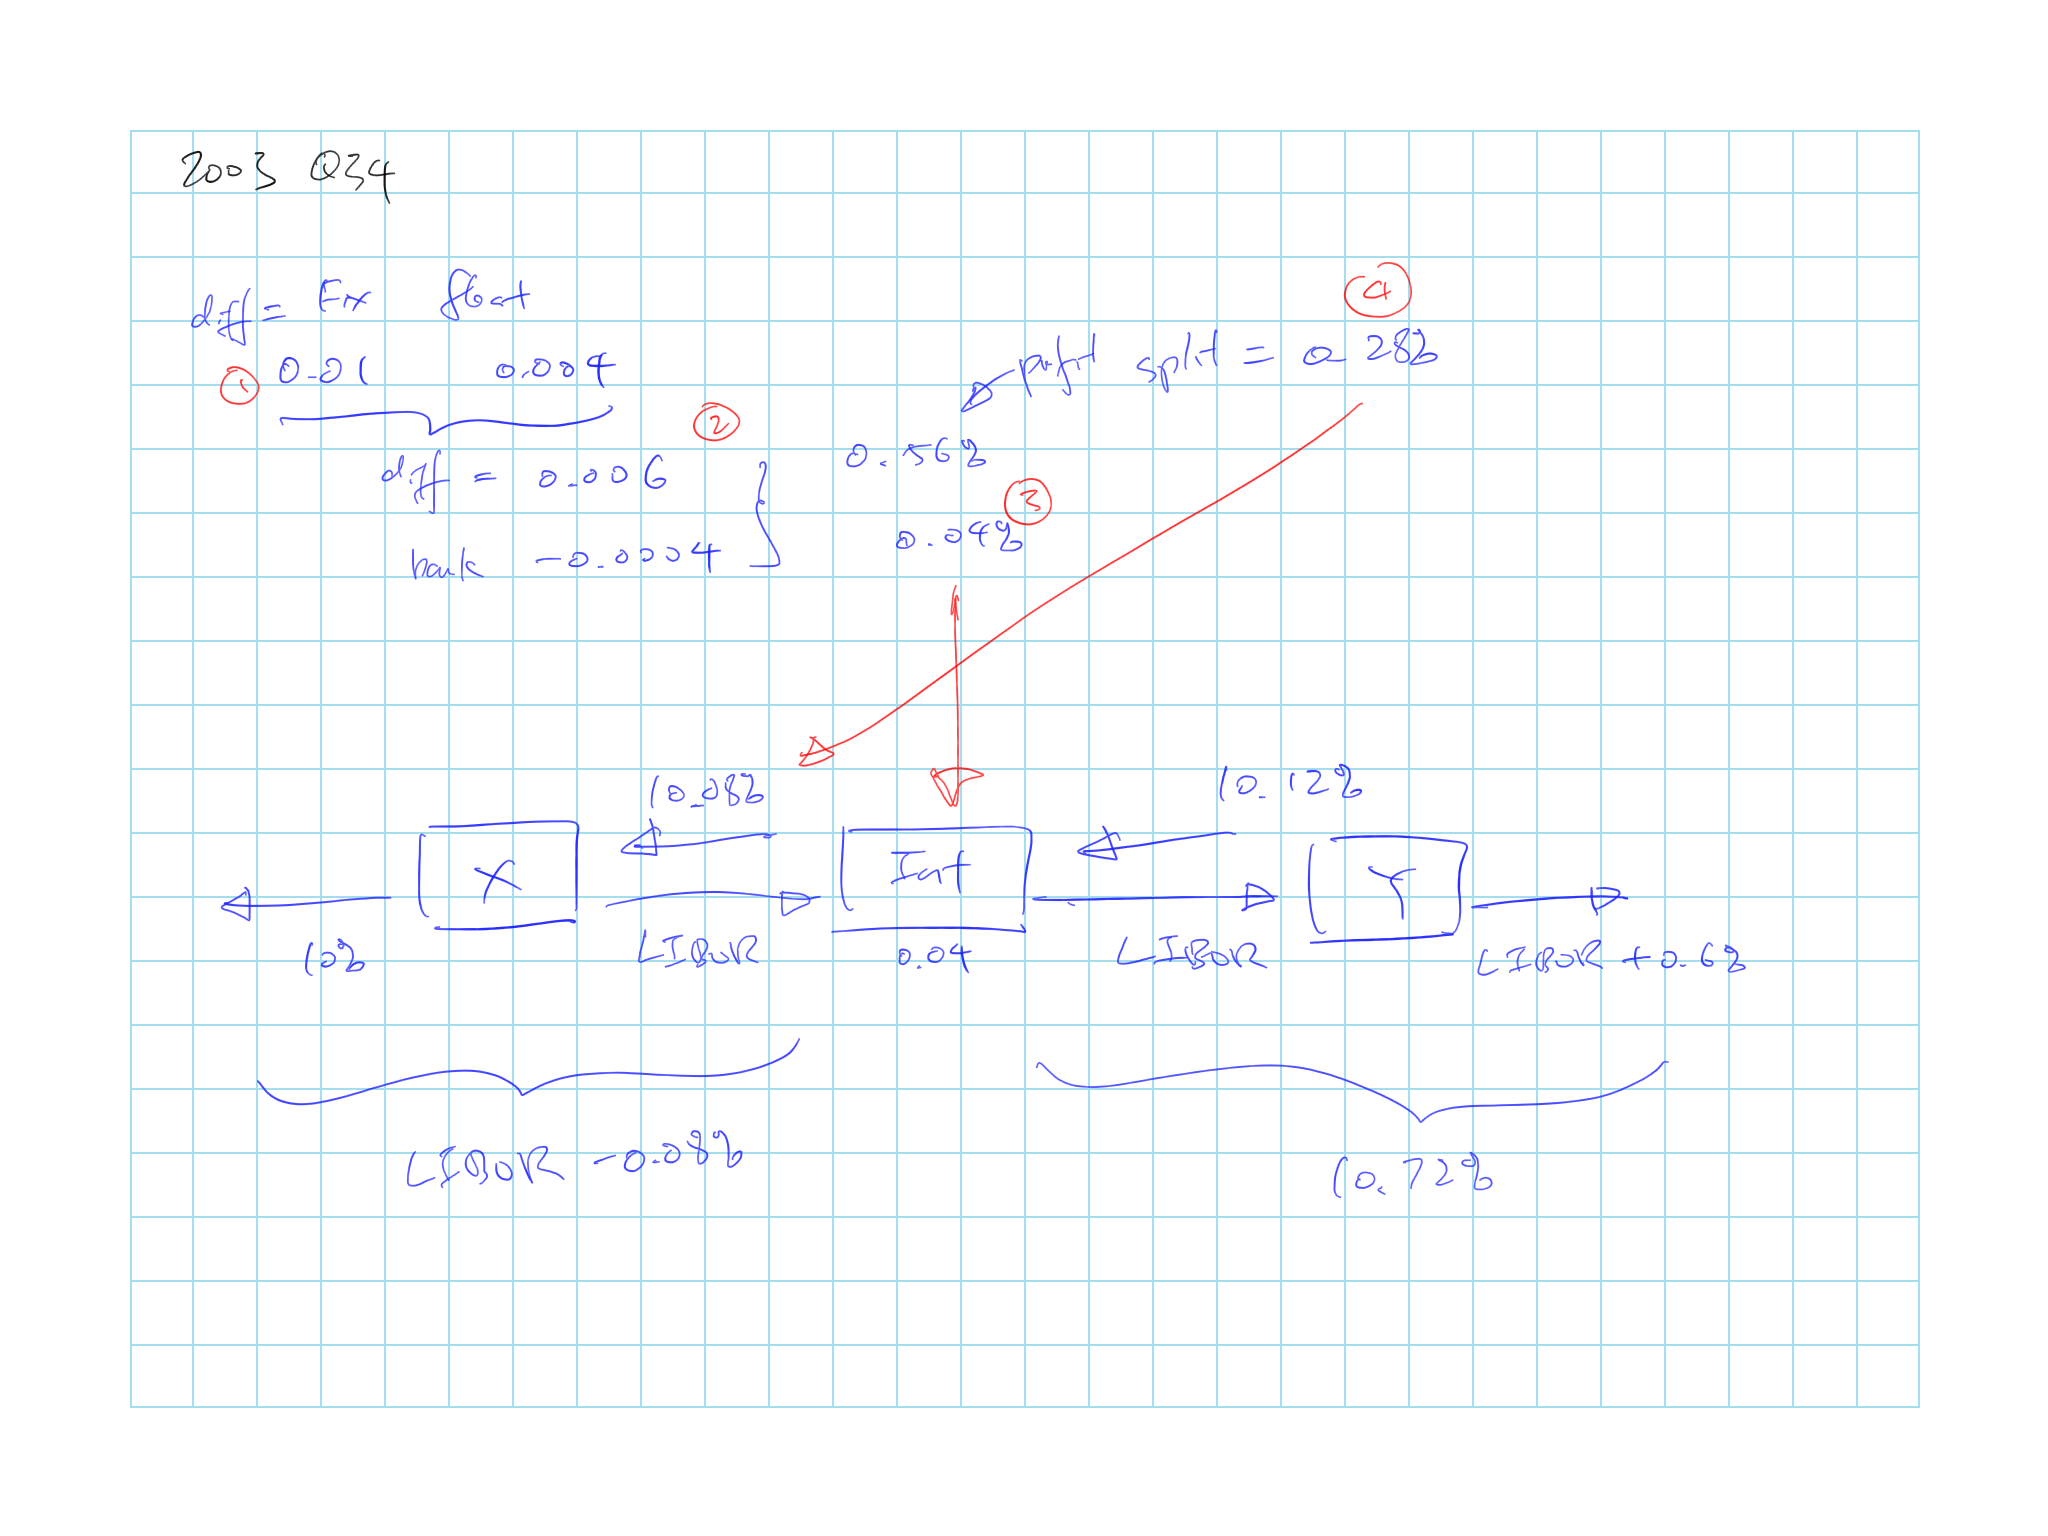 2003 Q34
diff = Fix float
① 0.01 0.004
diff = 0.006 ②
bank -0.0004
④
profit split = 0.28%
0.56%
③
0.04%
10.08% 10.12%
X Int Y
10% LIBOR 0.04 LIBOR LIBOR + 0.6%
LIBOR -0.08% 10.72%